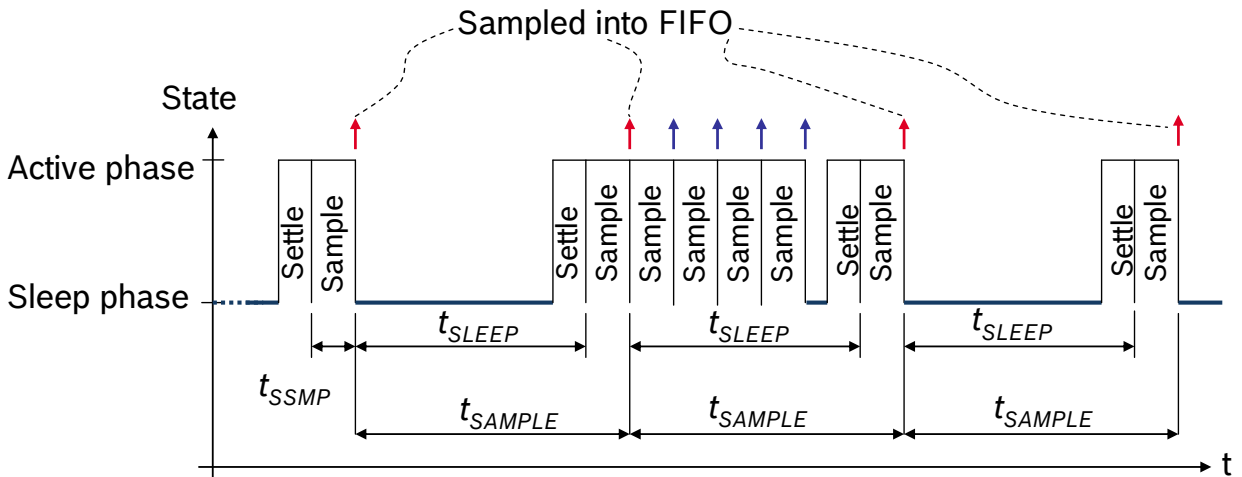 Sampled into FIFO
State
Active phase
Settle
Sample
Settle
Sample
Sample
Sample
Sample
Sample
Settle
Sample
Settle
Sample
Sleep phase
tSLEEP
tSLEEP
tSLEEP
tSSMP
tSAMPLE
tSAMPLE
tSAMPLE
t